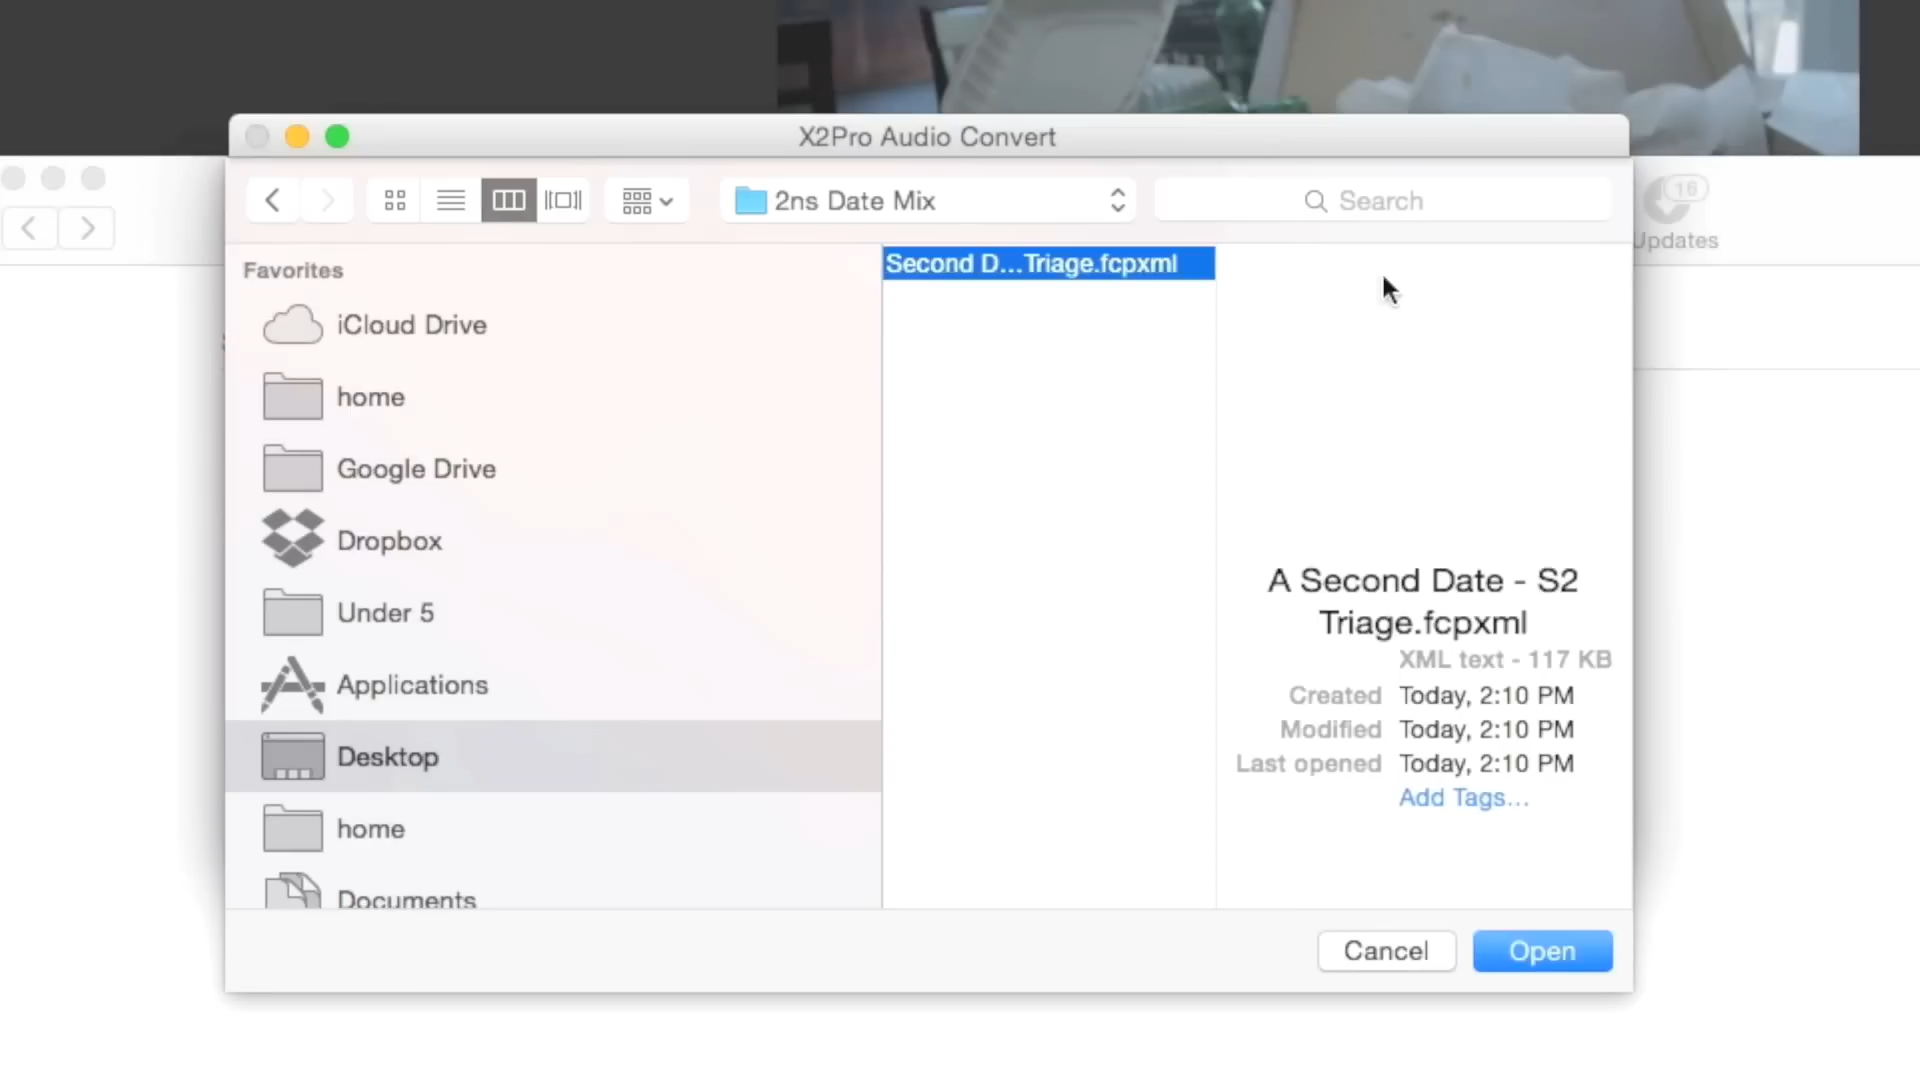 X2Pro Audio Convert
2ns Date Mix
Search
16
Updates
Favorites
iCloud Drive
home
Google Drive
Dropbox
Under 5
Applications
Desktop
home
Documents
Second D...Triage.fcpxml
A Second Date - S2
Triage.fcpxml
XML text - 117 KB
Created Today, 2:10 PM
Modified Today, 2:10 PM
Last opened Today, 2:10 PM
Add Tags...
Cancel
Open